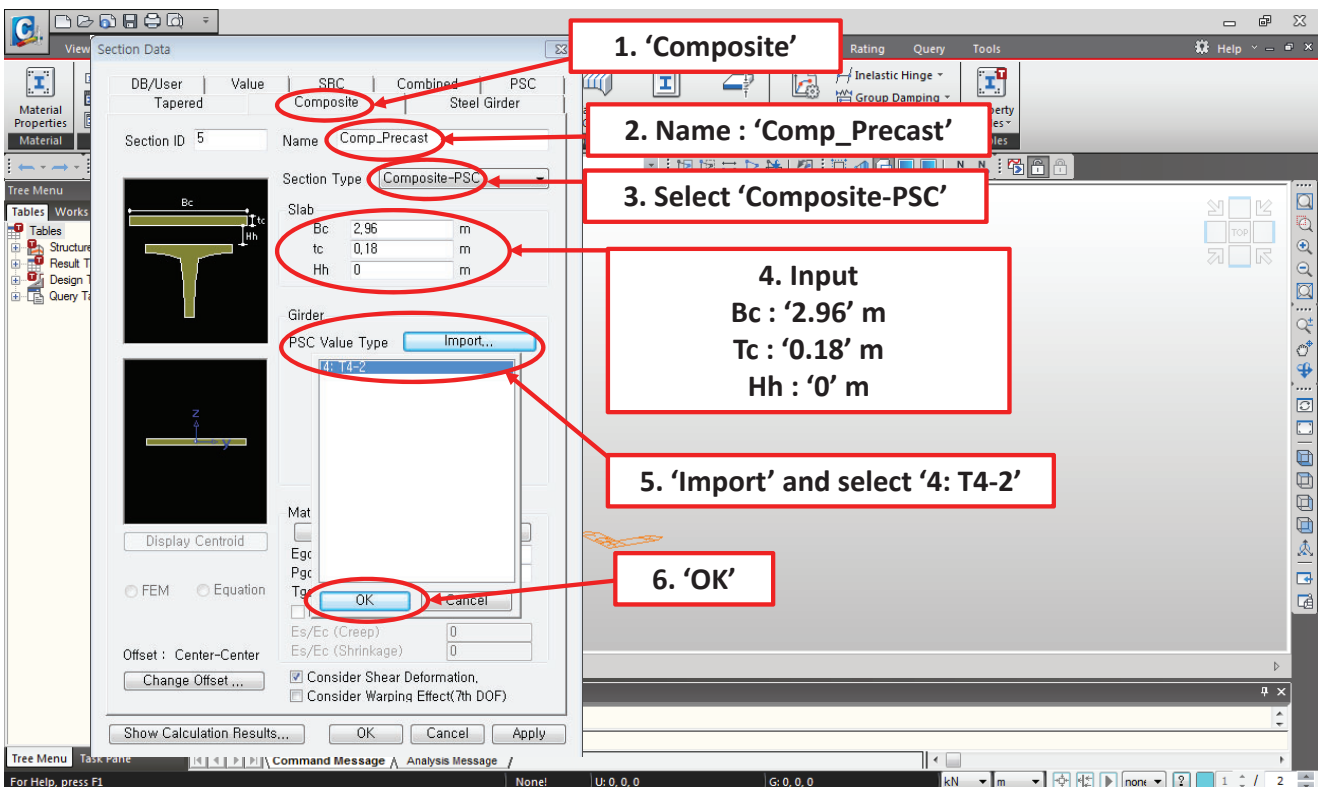 View
Section Data
1. ‘Composite’
Rating Query Tools
Help
DB/User Value SRC Combined PSC
Tapered Composite Steel Girder
Inelastic Hinge
Group Damping
Material
Properties
Material
Section ID 5
Name Comp_Precast
2. Name : ‘Comp_Precast’
Section Type Composite-PSC
3. Select ‘Composite-PSC’
Tree Menu
Tables Works
Tables
Structure
Result T
Design T
Query Ta
Bc
tc
Hh
Slab
Bc 2,96 m
tc 0,18 m
Hh 0 m
TOP
4. Input
Bc : ‘2.96’ m
Tc : ‘0.18’ m
Hh : ‘0’ m
Girder
PSC Value Type Import...
4: T4-2
z
y
5. ‘Import’ and select ‘4: T4-2’
Mat
Display Centroid
Egd
Pgd
FEM Equation
OK Cancel
6. ‘OK’
Es/Ec (Creep) 0
Es/Ec (Shrinkage) 0
Offset : Center-Center
Change Offset ...
Consider Shear Deformation,
Consider Warping Effect(7th DOF)
Show Calculation Results... OK Cancel Apply
Tree Menu Task Pane
Command Message Analysis Message
For Help, press F1
None!
U: 0, 0, 0
G: 0, 0, 0
kN m
none
? 1 / 2